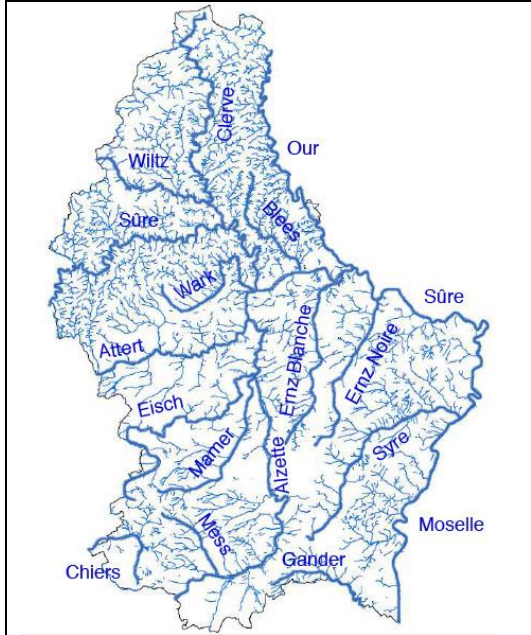 Clerve
Our
Wiltz
Blees
Sûre
Wark
Sûre
Attert
Ernz Blanche
Ernz Noire
Eisch
Mamer
Alzette
Syre
Mess
Moselle
Gander
Chiers